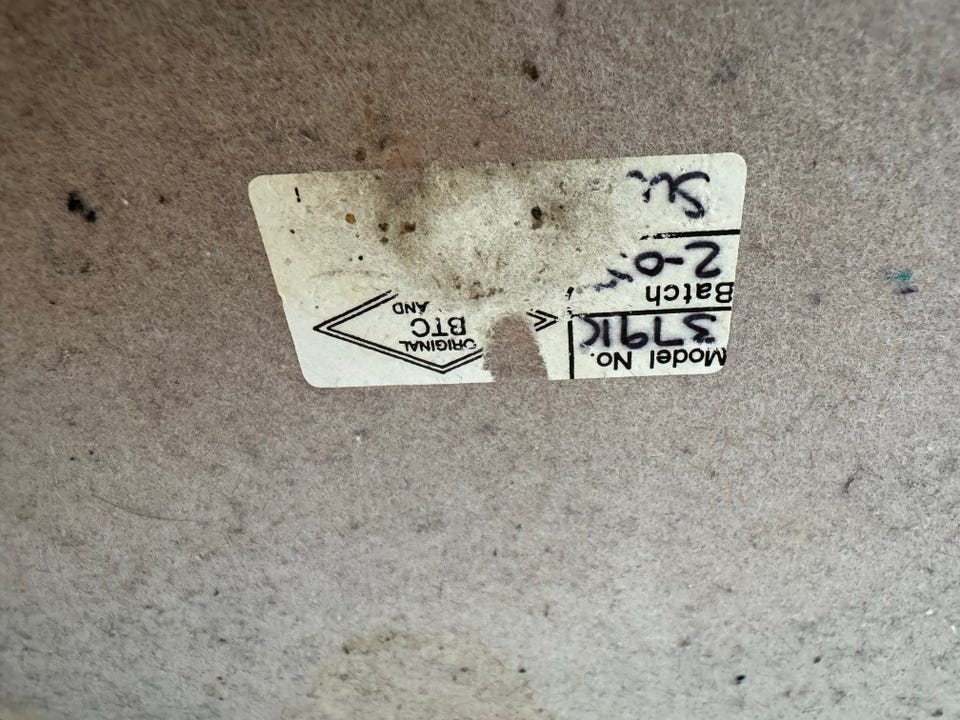 Model No.
379K
Batch
2-0
ORIGINAL
BTC
AND